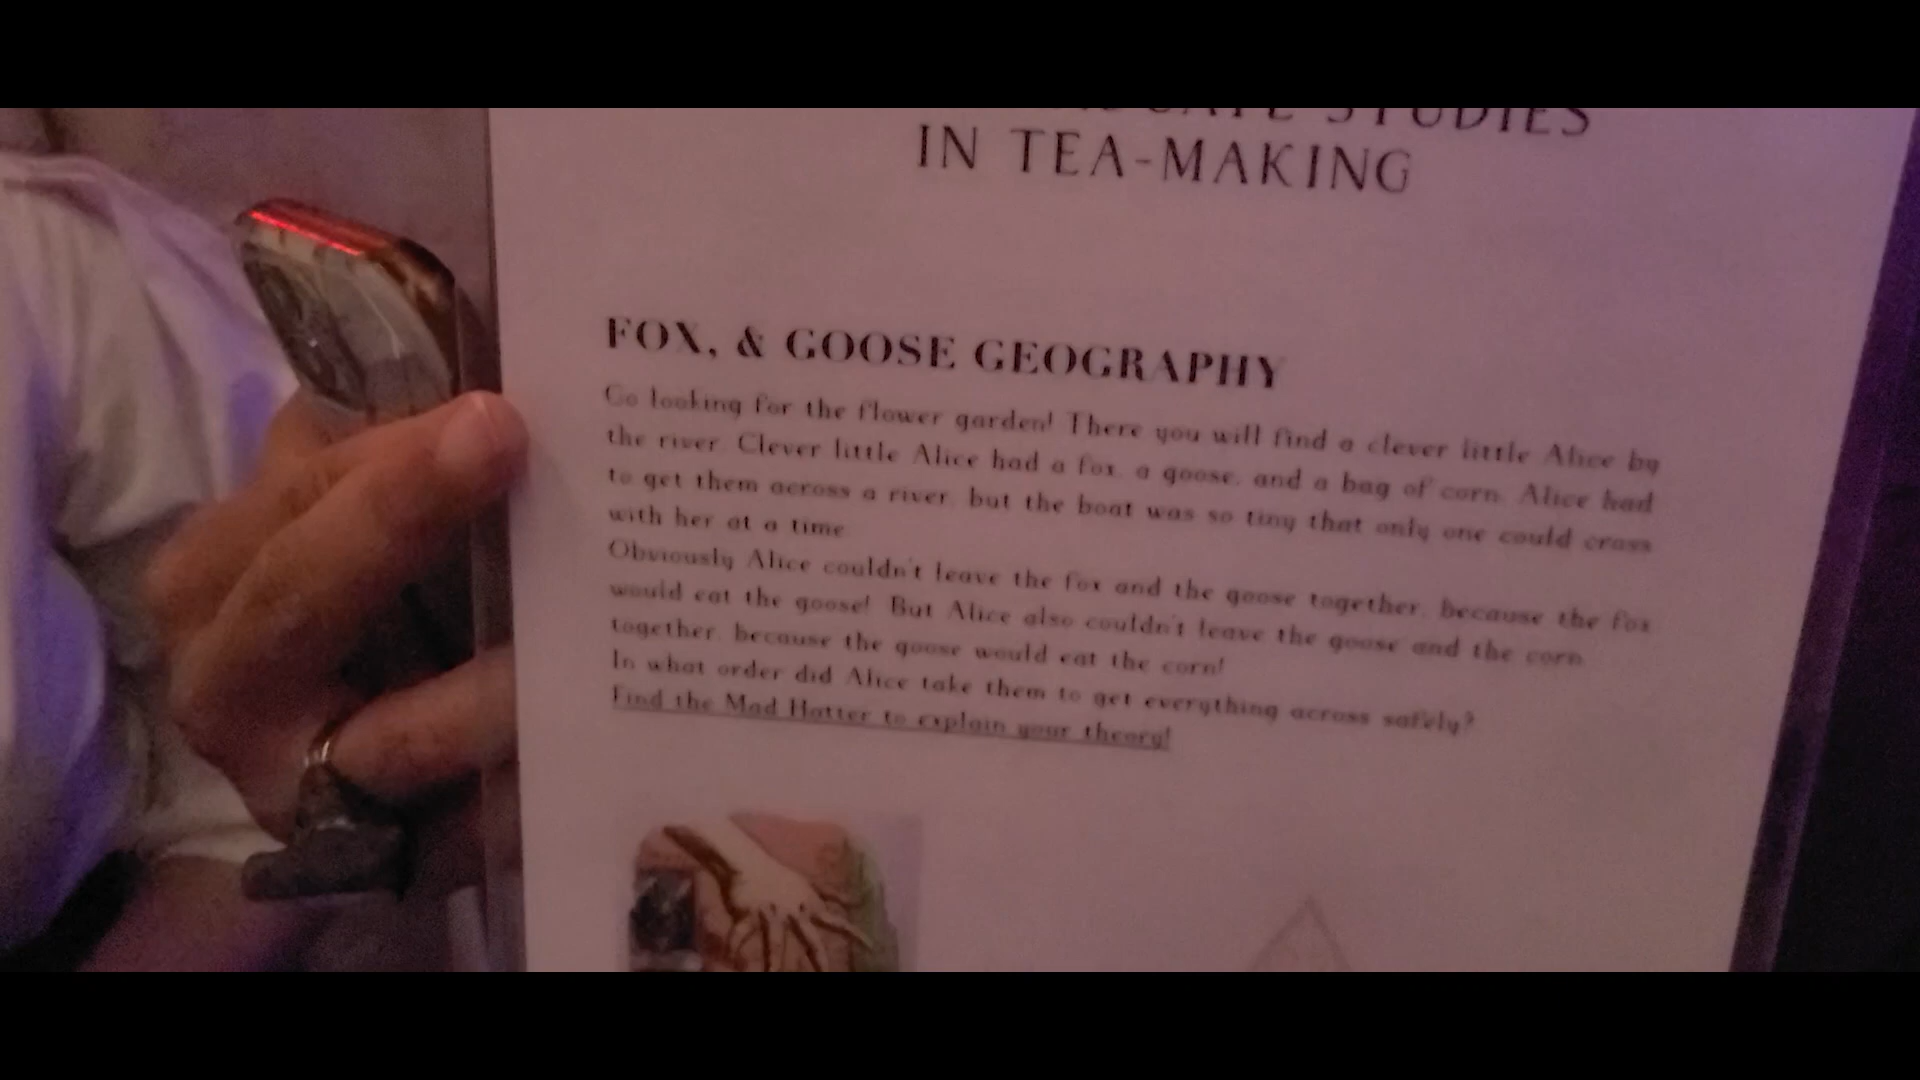 STUDIES
IN TEA-MAKING
FOX, & GOOSE GEOGRAPHY
Go looking for the flower garden! There you will find a clever little Alice by
the river. Clever little Alice had a fox, a goose, and a bag of corn. Alice had
to get them across a river, but the boat was so tiny that only one could cross
with her at a time.
Obviously Alice couldn't leave the fox and the goose together, because the fox
would eat the goose! But Alice also couldn't leave the goose and the corn
together, because the goose would eat the corn!
In what order did Alice take them to get everything across safely?
Find the Mad Hatter to explain your theory!